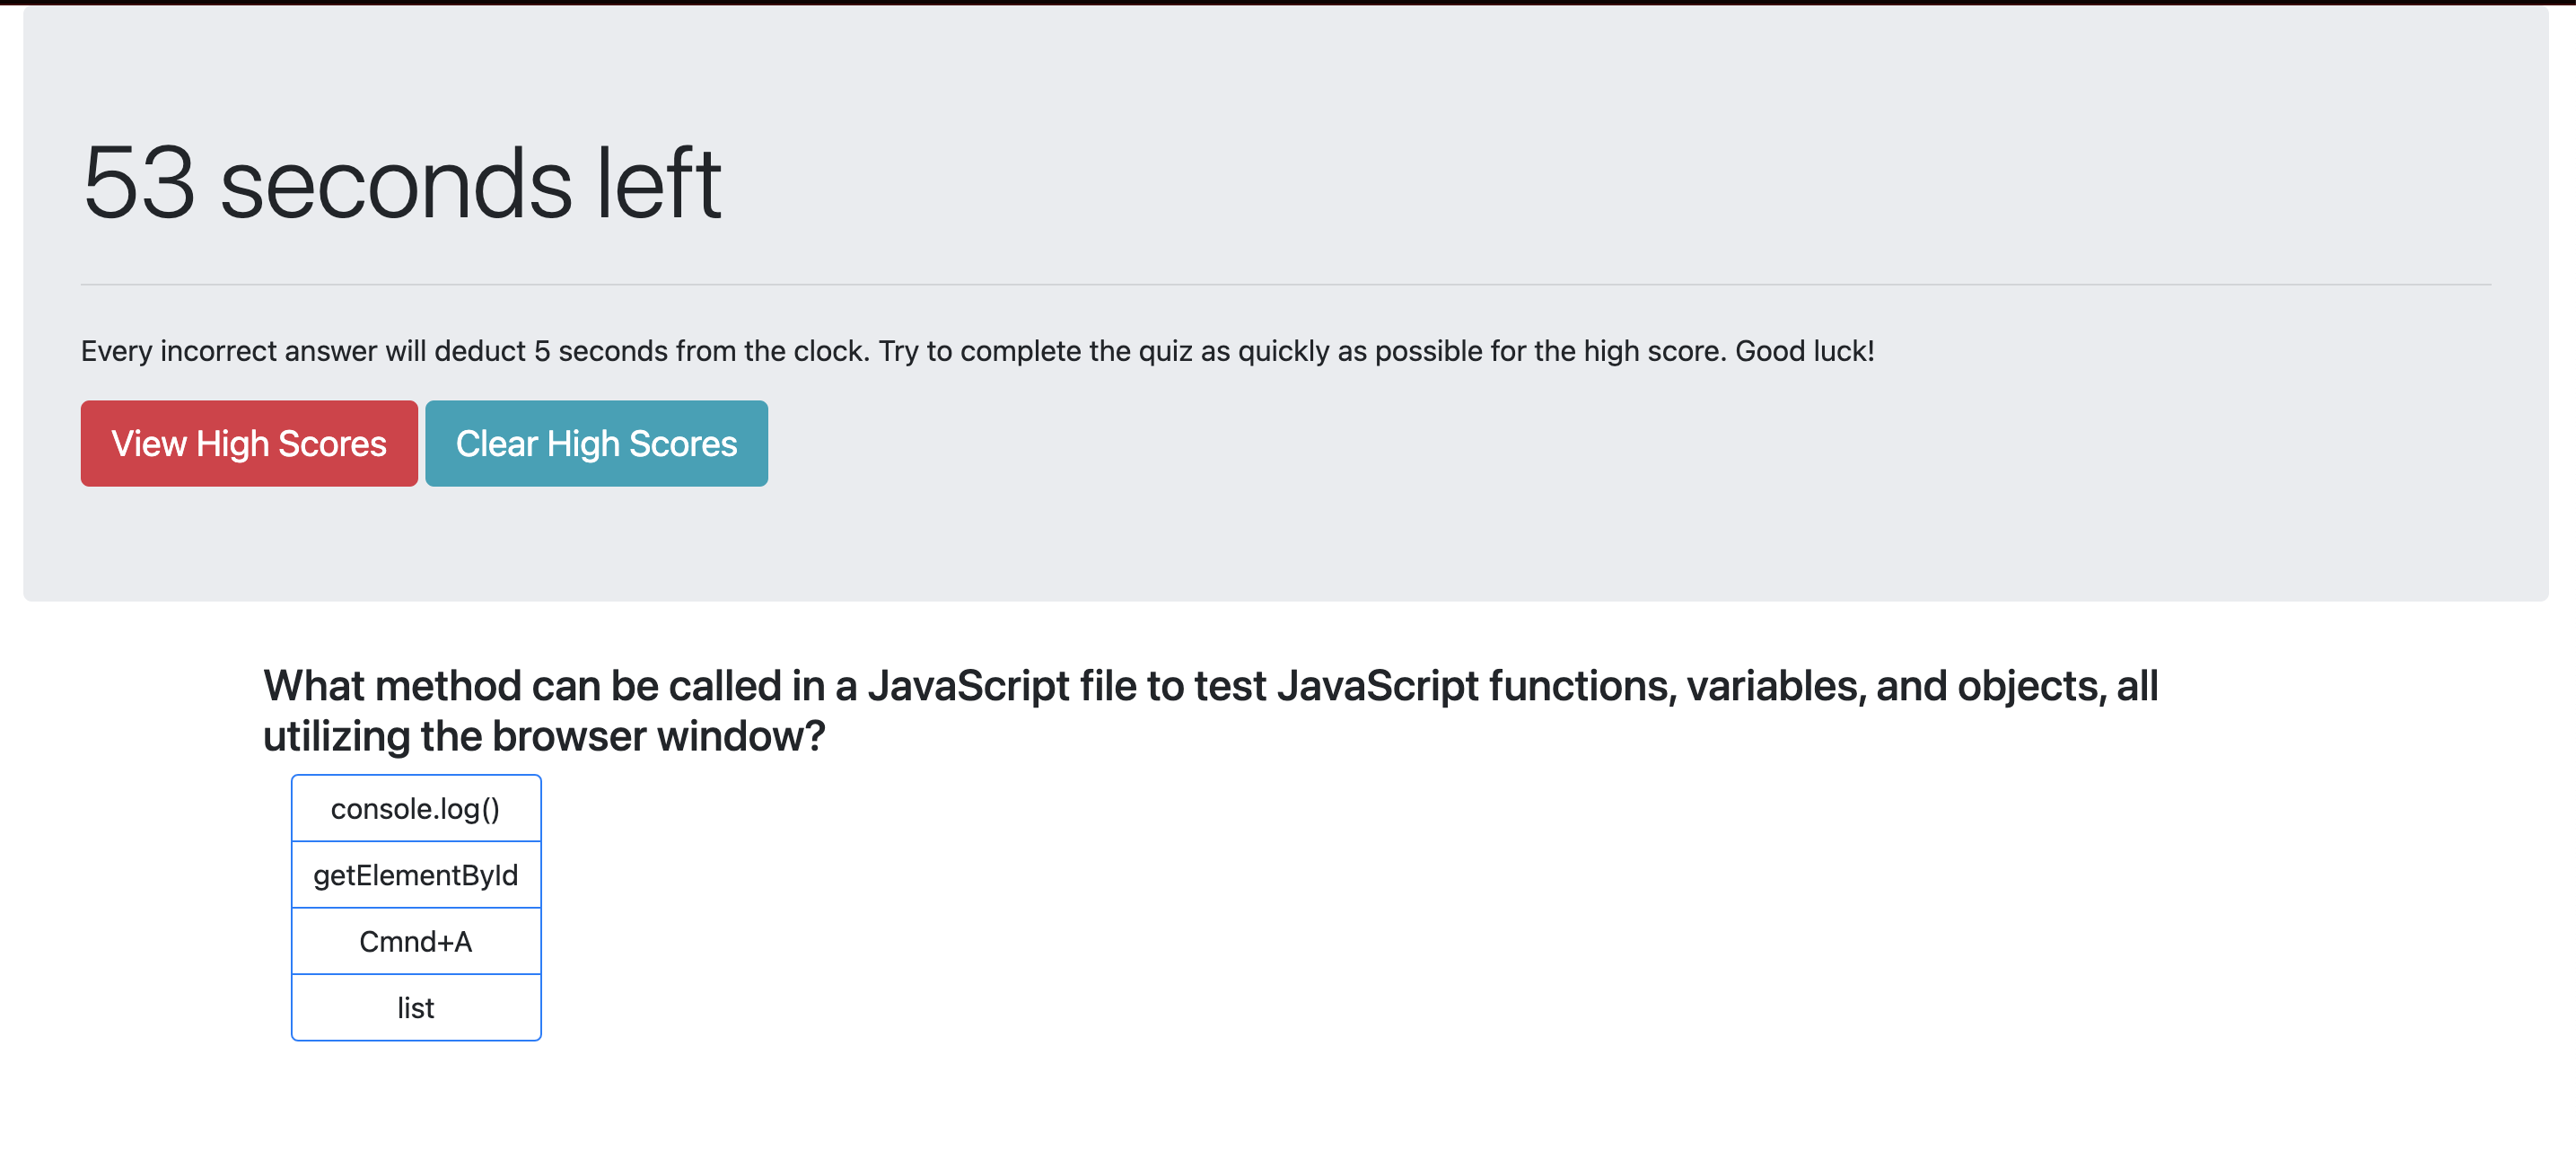 53 seconds left
Every incorrect answer will deduct 5 seconds from the clock. Try to complete the quiz as quickly as possible for the high score. Good luck!
View High Scores
Clear High Scores
What method can be called in a JavaScript file to test JavaScript functions, variables, and objects, all
utilizing the browser window?
console.log()
getElementById
Cmnd+A
list